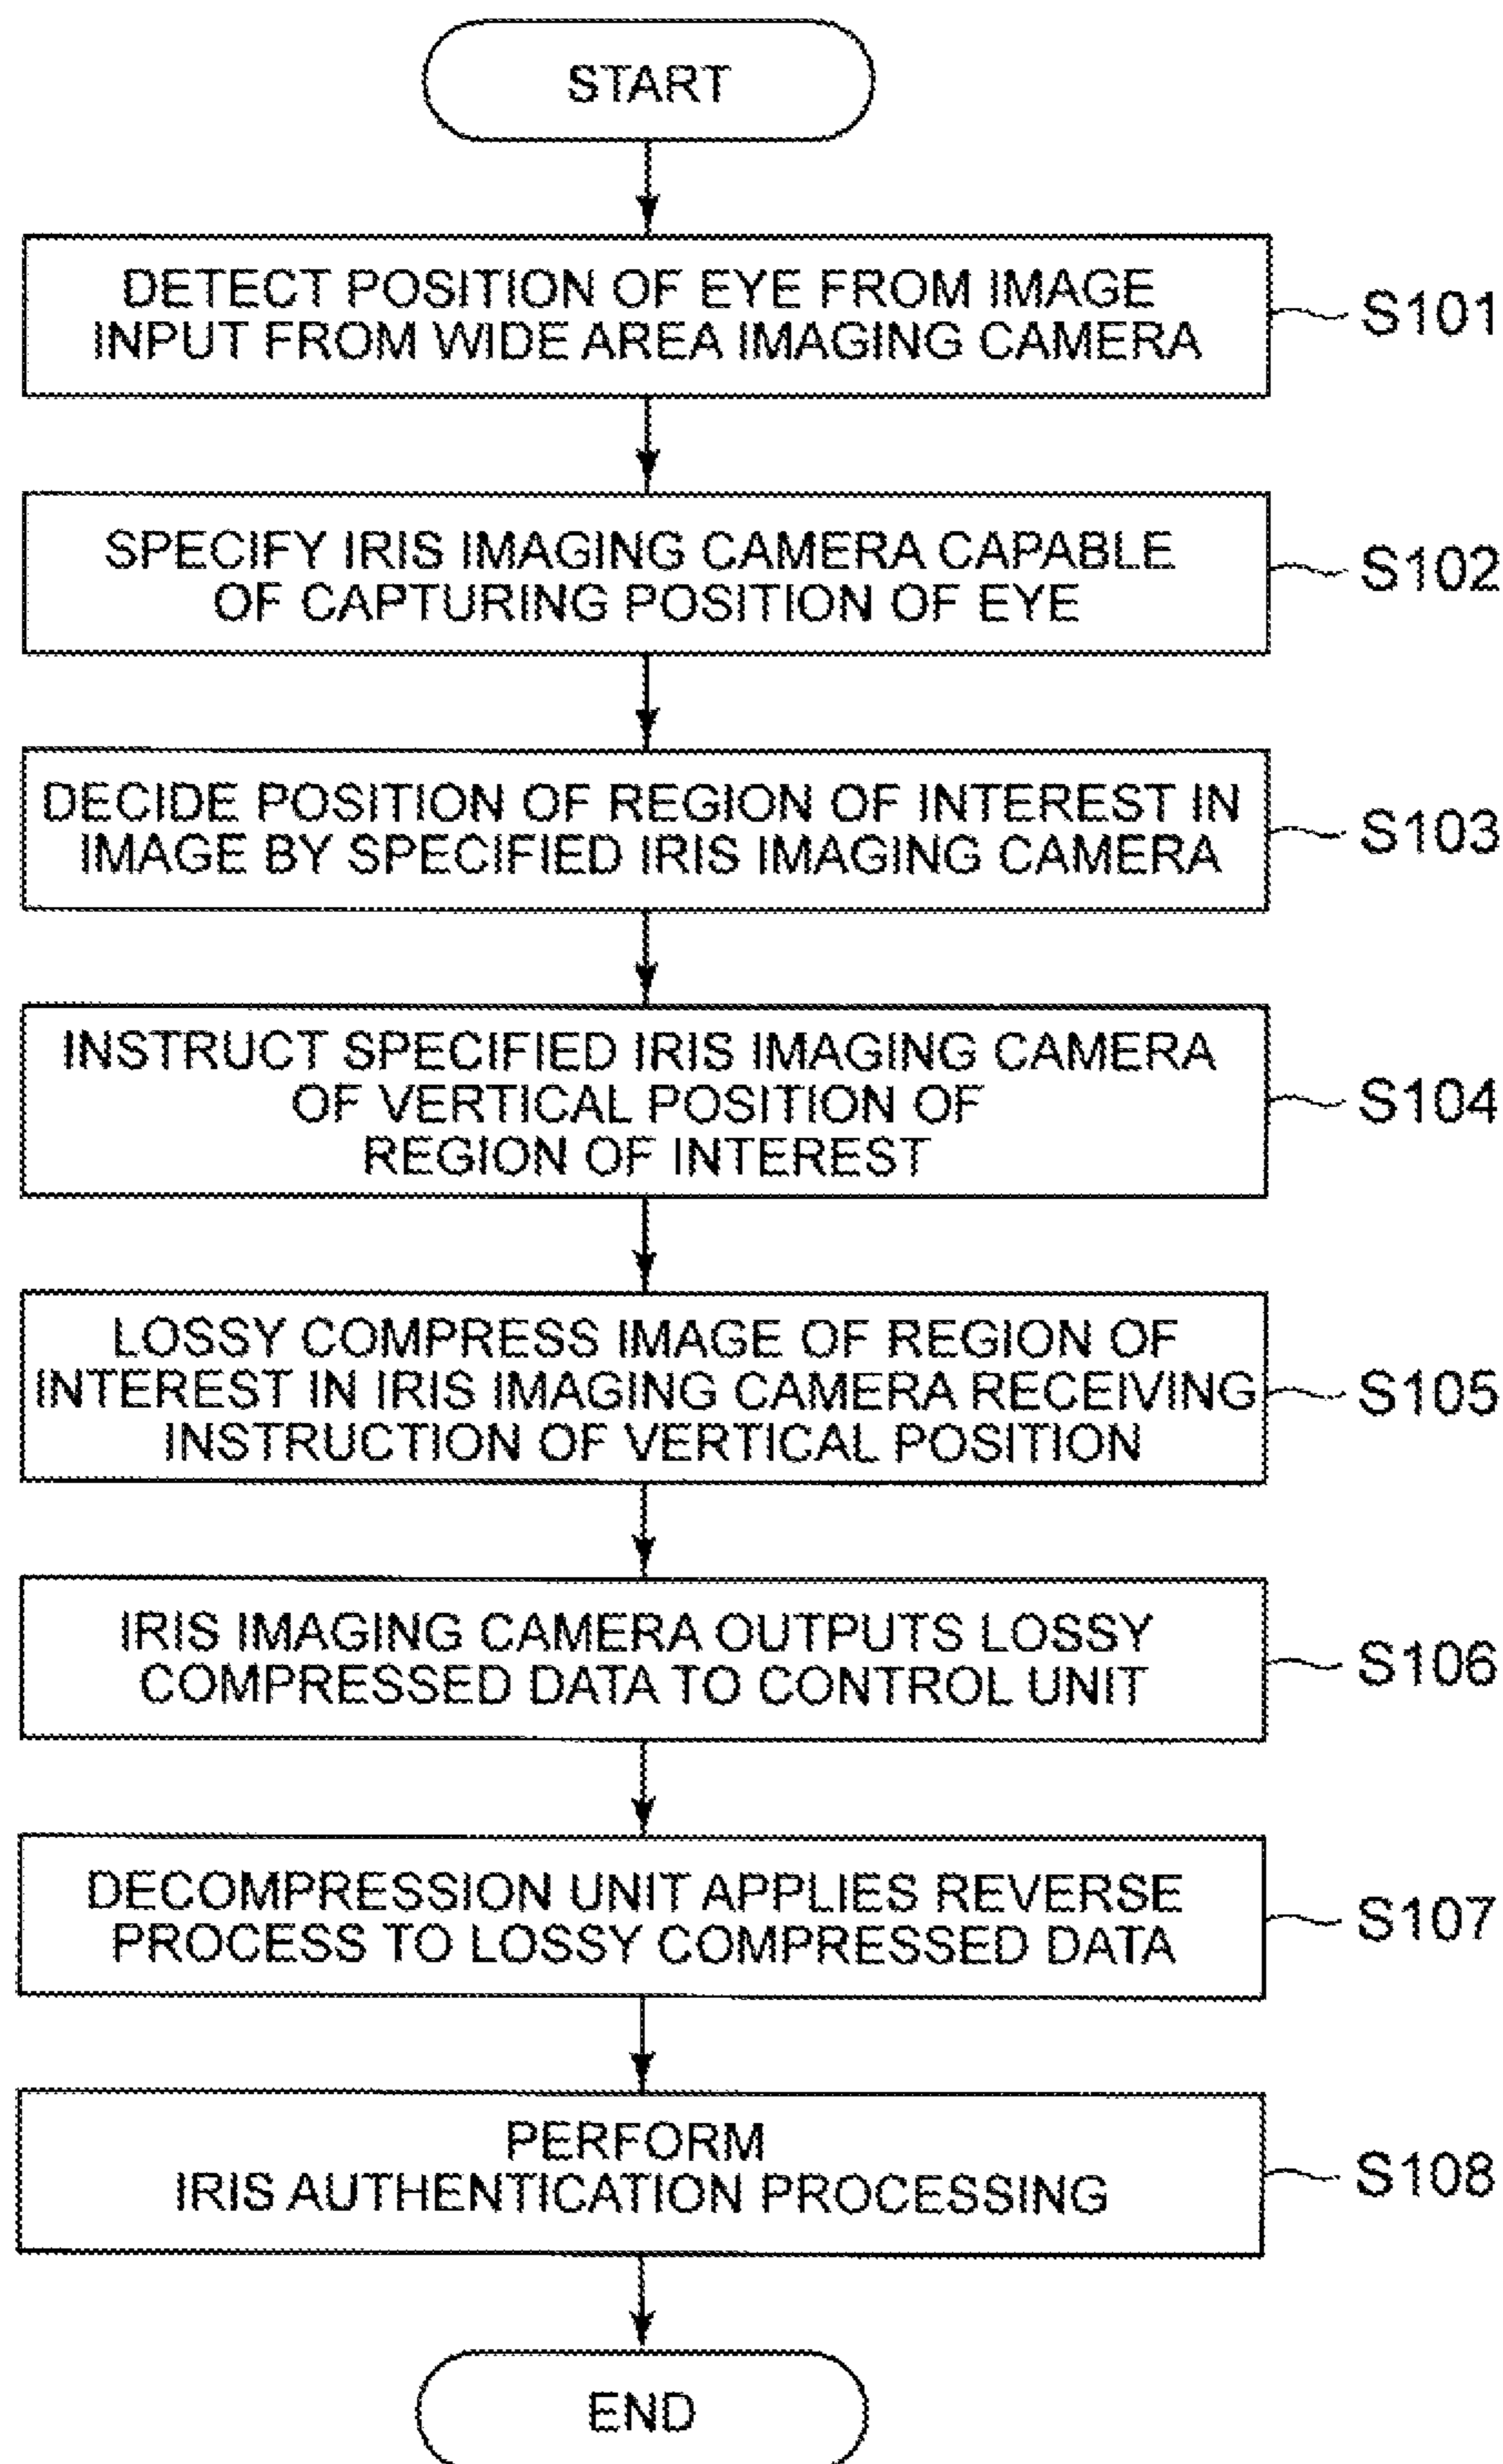 START
DETECT POSITION OF EYE FROM IMAGE
INPUT FROM WIDE AREA IMAGING CAMERA
S101
SPECIFY IRIS IMAGING CAMERA CAPABLE
OF CAPTURING POSITION OF EYE
S102
DECIDE POSITION OF REGION OF INTEREST IN
IMAGE BY SPECIFIED IRIS IMAGING CAMERA
S103
INSTRUCT SPECIFIED IRIS IMAGING CAMERA
OF VERTICAL POSITION OF
REGION OF INTEREST
S104
LOSSY COMPRESS IMAGE OF REGION OF
INTEREST IN IRIS IMAGING CAMERA RECEIVING
INSTRUCTION OF VERTICAL POSITION
S105
IRIS IMAGING CAMERA OUTPUTS LOSSY
COMPRESSED DATA TO CONTROL UNIT
S106
DECOMPRESSION UNIT APPLIES REVERSE
PROCESS TO LOSSY COMPRESSED DATA
S107
PERFORM
IRIS AUTHENTICATION PROCESSING
S108
END